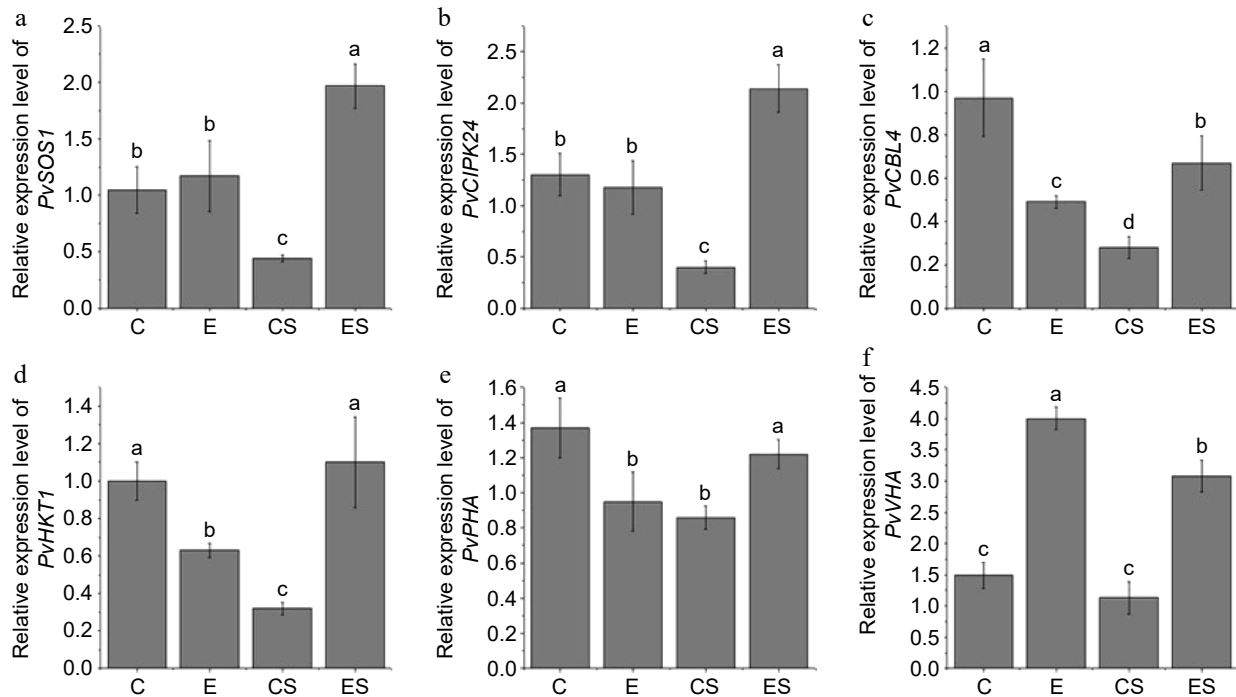 a
Relative expression level of
PvSOS1
2.5
2.0
1.5
1.0
0.5
0.0
b
b
c
a
C
E
CS
ES
b
Relative expression level of
PvCIPK24
2.5
2.0
1.5
1.0
0.5
0.0
b
b
c
a
C
E
CS
ES
c
Relative expression level of
PvCBL4
1.2
1.0
0.8
0.6
0.4
0.2
0.0
a
c
d
b
C
E
CS
ES
d
Relative expression level of
PvHKT1
1.4
1.2
1.0
0.8
0.6
0.4
0.2
0.0
a
b
c
a
C
E
CS
ES
e
Relative expression level of
PvPHA
1.6
1.4
1.2
1.0
0.8
0.6
0.4
0.2
0.0
a
b
b
a
C
E
CS
ES
f
Relative expression level of
PvVHA
4.5
4.0
3.5
3.0
2.5
2.0
1.5
1.0
0.5
0.0
c
a
c
b
C
E
CS
ES